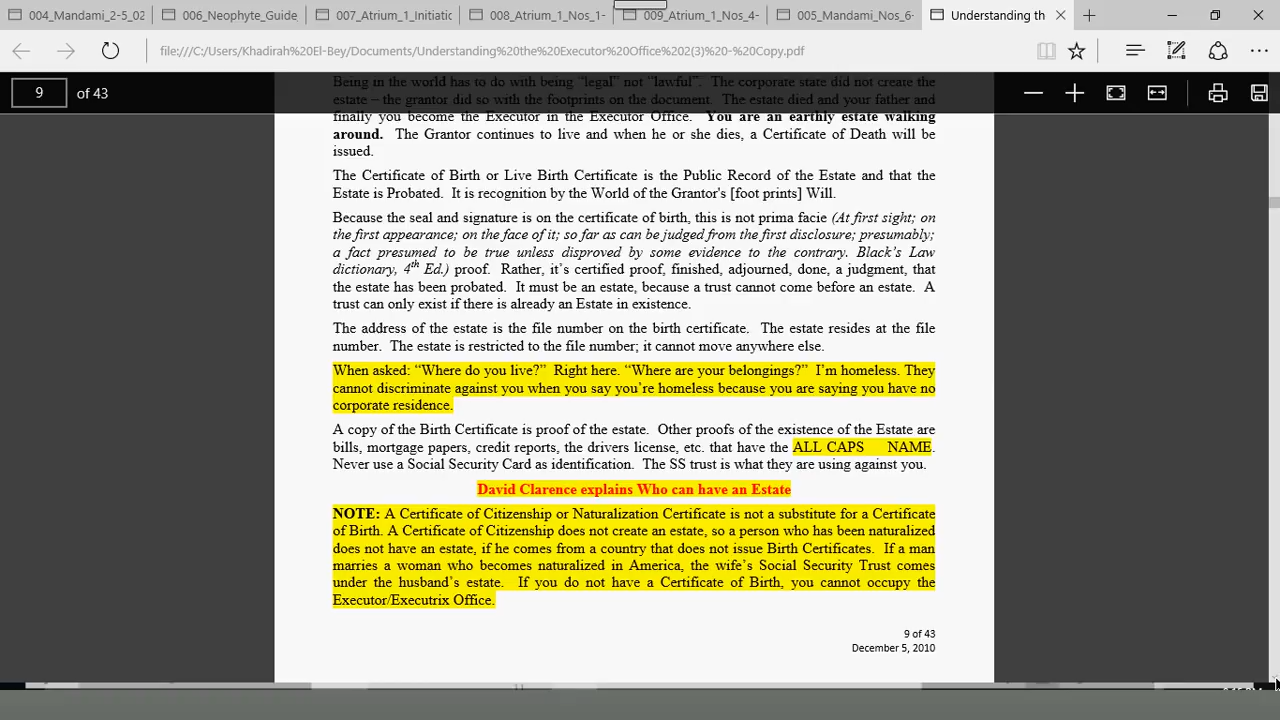 004_Mandami_2-5_02
006_Neophyte_Guide
007_Atrium_1_Initiatic
008_Atrium_1_Nos_1-
009_Atrium_1_Nos_4-
005_Mandami_Nos_6-
Understanding th
file:///C:/Users/Khadirah%20El-Bey/Documents/Understanding%20the%20Executor%20Office%202(3)%20-%20Copy.pdf
9 of 43
Being in the world has to do with being “legal” not “lawful”. The corporate state did not create the
estate – the grantor did so with the footprints on the document. The estate died and your father and
finally you become the Executor in the Executor Office. You are an earthly estate walking
around. The Grantor continues to live and when he or she dies, a Certificate of Death will be
issued.
The Certificate of Birth or Live Birth Certificate is the Public Record of the Estate and that the
Estate is Probated. It is recognition by the World of the Grantor's [foot prints] Will.
Because the seal and signature is on the certificate of birth, this is not prima facie (At first sight; on
the first appearance; on the face of it; so far as can be judged from the first disclosure; presumably;
a fact presumed to be true unless disproved by some evidence to the contrary. Black’s Law
dictionary, 4th Ed.) proof. Rather, it’s certified proof, finished, adjourned, done, a judgment, that
the estate has been probated. It must be an estate, because a trust cannot come before an estate. A
trust can only exist if there is already an Estate in existence.
The address of the estate is the file number on the birth certificate. The estate resides at the file
number. The estate is restricted to the file number; it cannot move anywhere else.
When asked: “Where do you live?” Right here. “Where are your belongings?” I’m homeless. They
cannot discriminate against you when you say you’re homeless because you are saying you have no
corporate residence.
A copy of the Birth Certificate is proof of the estate. Other proofs of the existence of the Estate are
bills, mortgage papers, credit reports, the drivers license, etc. that have the ALL CAPS NAME.
Never use a Social Security Card as identification. The SS trust is what they are using against you.
David Clarence explains Who can have an Estate
NOTE: A Certificate of Citizenship or Naturalization Certificate is not a substitute for a Certificate
of Birth. A Certificate of Citizenship does not create an estate, so a person who has been naturalized
does not have an estate, if he comes from a country that does not issue Birth Certificates. If a man
marries a woman who becomes naturalized in America, the wife’s Social Security Trust comes
under the husband’s estate. If you do not have a Certificate of Birth, you cannot occupy the
Executor/Executrix Office.
9 of 43
December 5, 2010